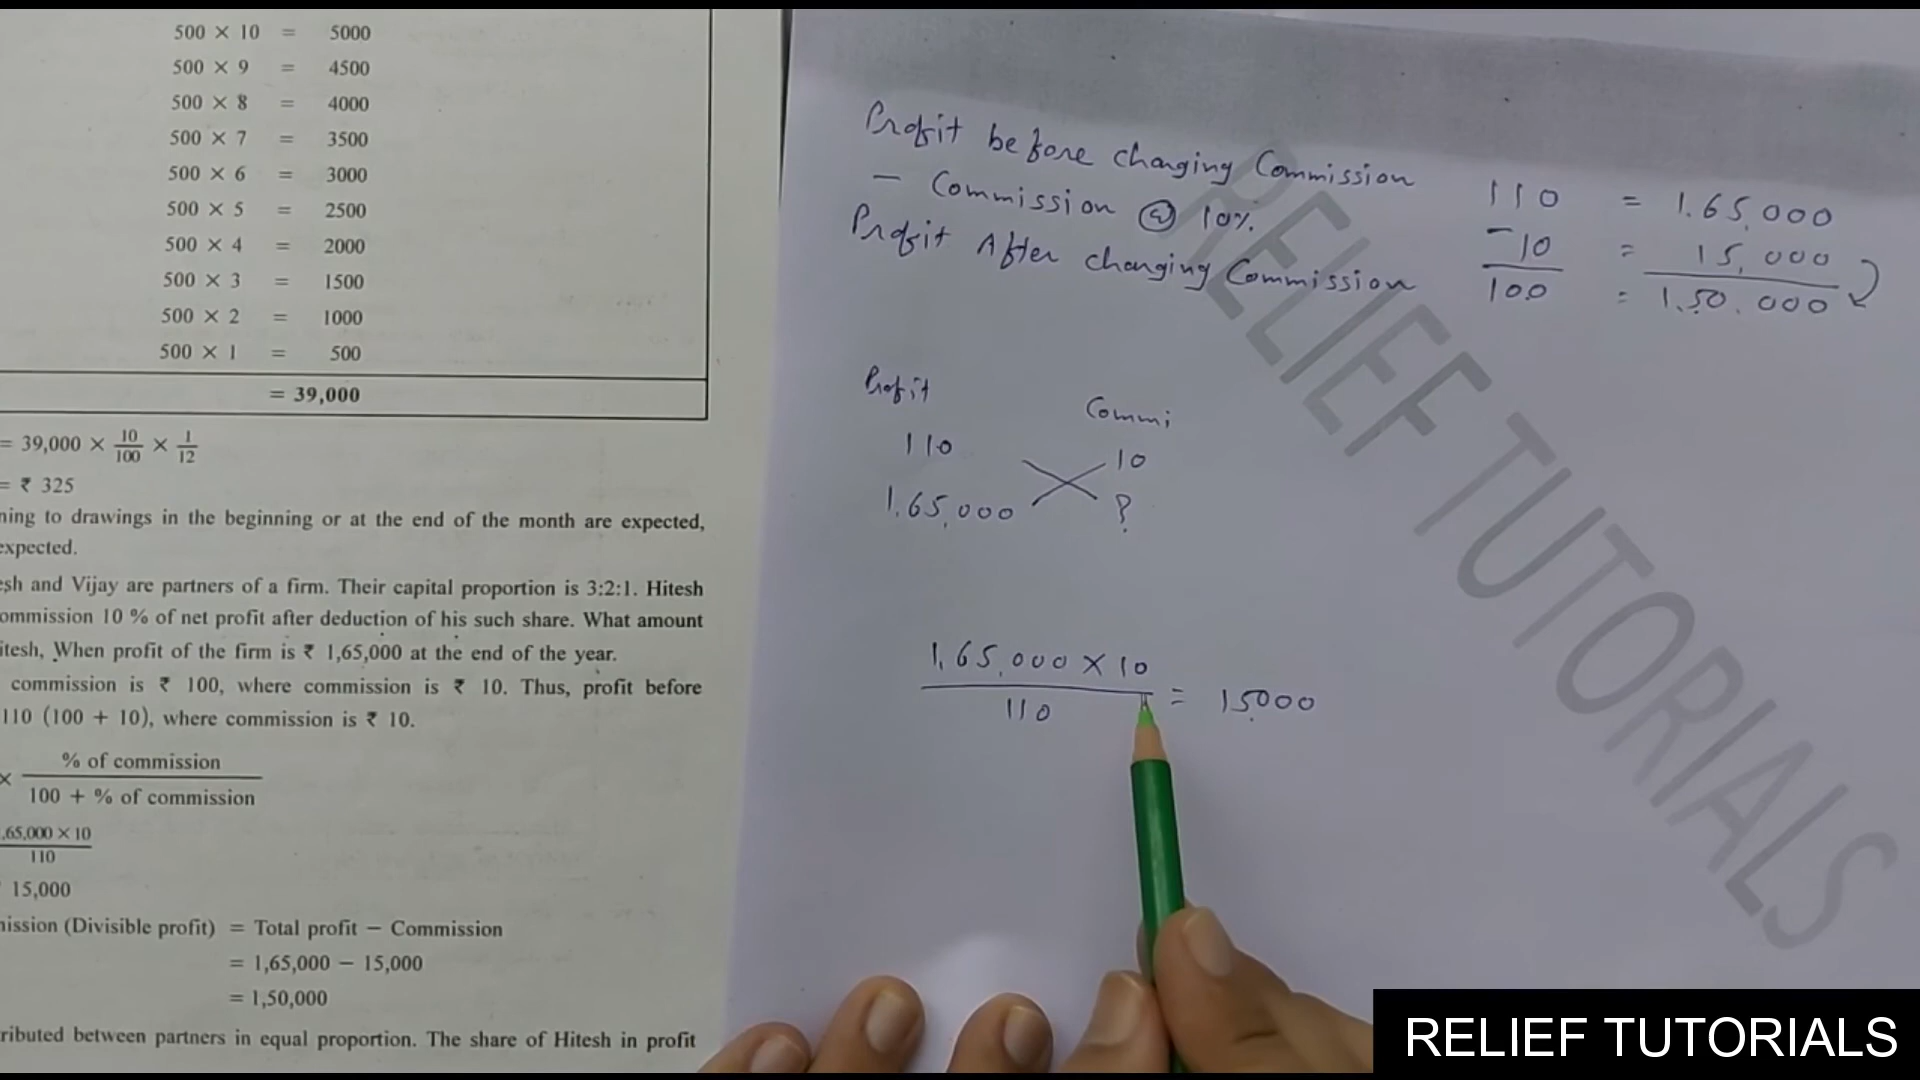 500 × 10 = 5000
500 × 9 = 4500
500 × 8 = 4000
500 × 7 = 3500
500 × 6 = 3000
500 × 5 = 2500
500 × 4 = 2000
500 × 3 = 1500
500 × 2 = 1000
500 × 1 = 500
= 39,000
= 39,000 × 10/100 × 1/12
= ₹ 325
ning to drawings in the beginning or at the end of the month are expected,
expected.
esh and Vijay are partners of a firm. Their capital proportion is 3:2:1. Hitesh
ommission 10 % of net profit after deduction of his such share. What amount
itesh, When profit of the firm is ₹ 1,65,000 at the end of the year.
commission is ₹ 100, where commission is ₹ 10. Thus, profit before
110 (100 + 10), where commission is ₹ 10.
× % of commission
100 + % of commission
,65,000 × 10
110
15,000
ission (Divisible profit) = Total profit − Commission
= 1,65,000 − 15,000
= 1,50,000
ributed between partners in equal proportion. The share of Hitesh in profit
Profit before charging Commission 110 = 1.65,000
- Commission @ 10%. - 10 = 15,000
Profit After charging Commission 100 = 1.50.000
Profit Commi
110 10
1.65,000 ?
1,65,000 × 10
110 = 15000
RELIEF TUTORIALS
RELIEF TUTORIALS